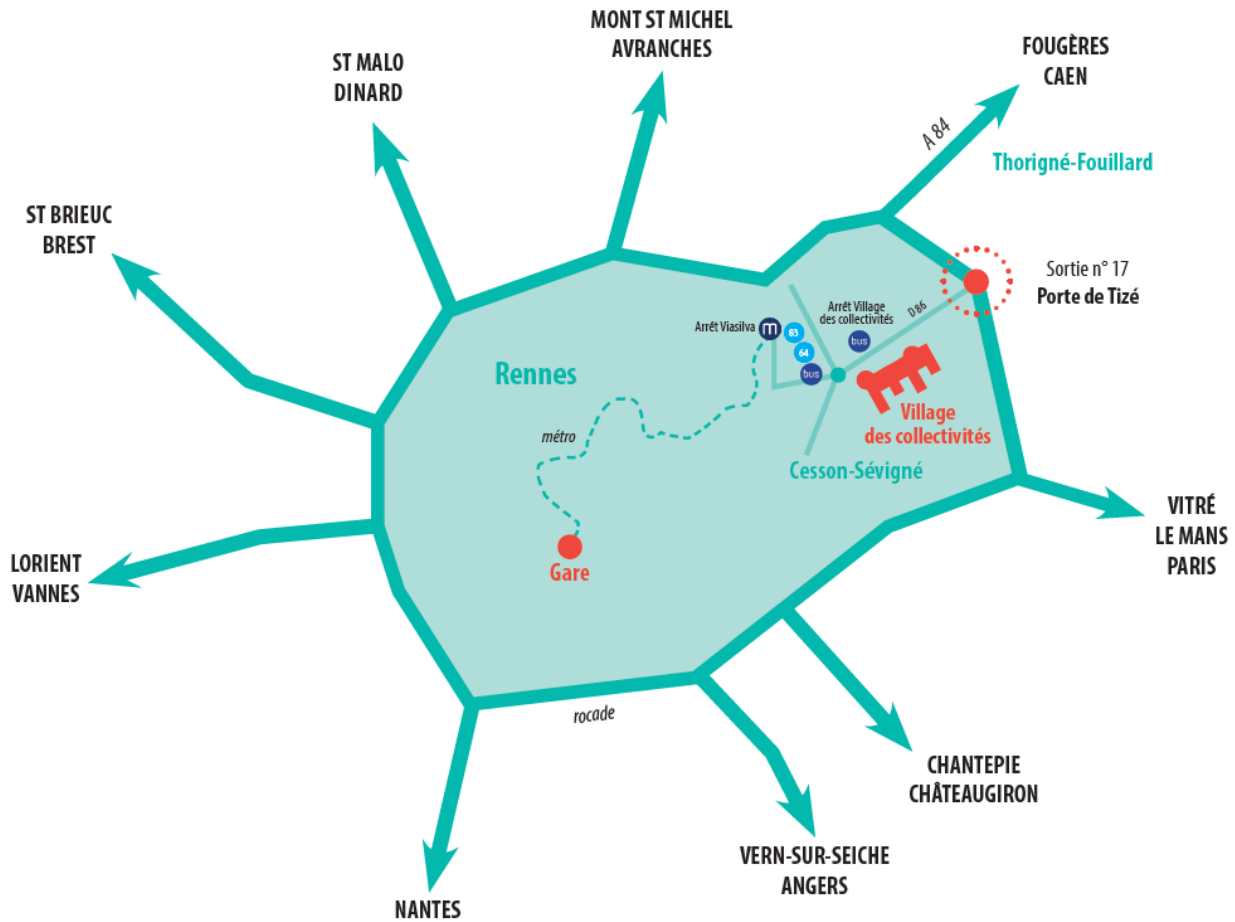 MONT ST MICHEL
AVRANCHES
FOUGÈRES
CAEN
ST MALO
DINARD
A 84
Thorigné-Fouillard
ST BRIEUC
BREST
Sortie n° 17
Porte de Tizé
Arrêt Village
des collectivités
D86
Arrêt Viasilva
m
83
64
bus
bus
Rennes
Village
des collectivités
métro
Cesson-Sévigné
VITRÉ
LE MANS
PARIS
LORIENT
VANNES
Gare
rocade
CHANTEPIE
CHÂTEAUGIRON
VERN-SUR-SEICHE
ANGERS
NANTES